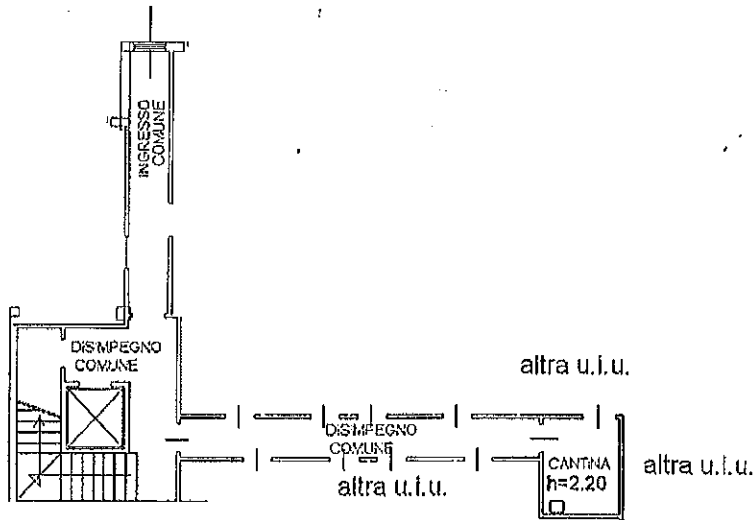 INGRESSO
COMUNE
DISIMPEGNO
COMUNE
altra u.i.u.
DISIMPEGNO
COMUNE
CANTINA
h=2.20
altra u.i.u.
altra u.i.u.